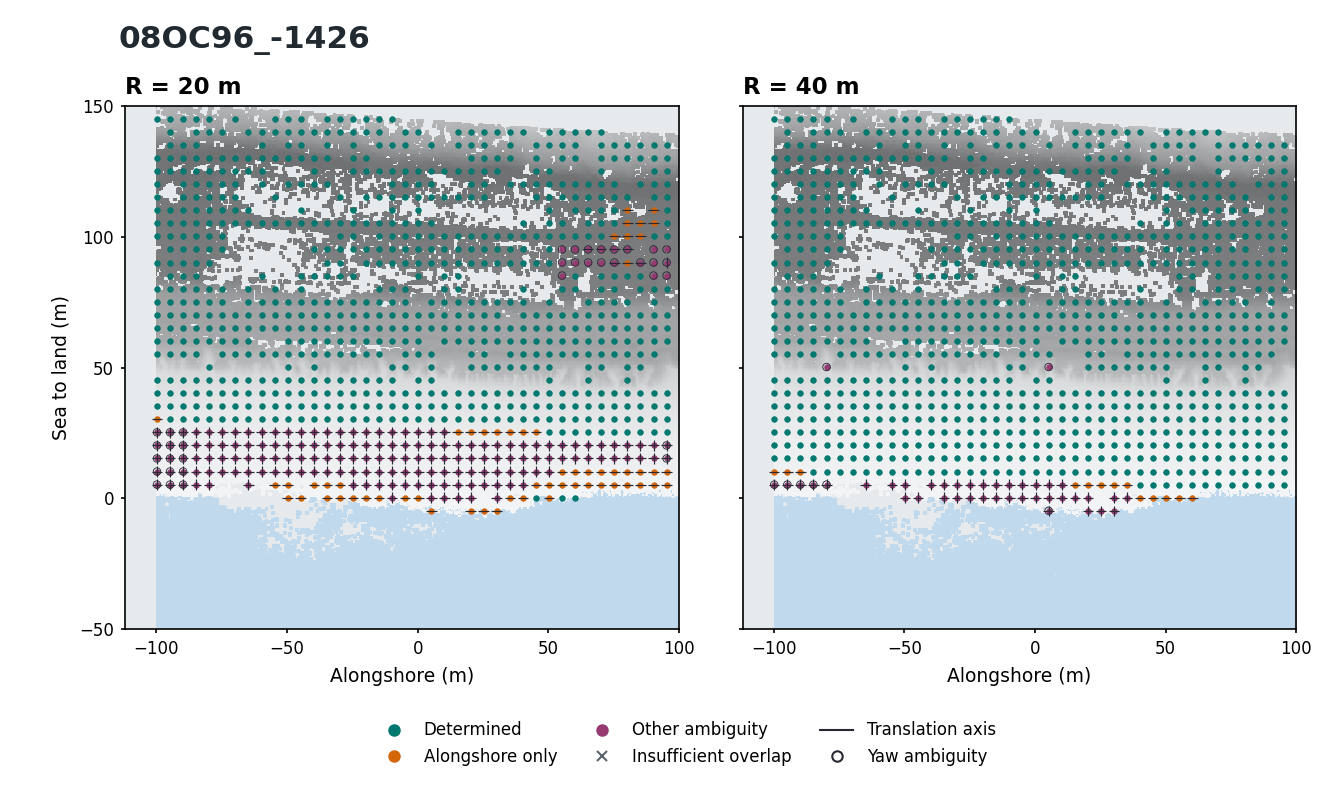 08OC96_-1426
R = 20 m
R = 40 m
150
100
50
0
−50
Sea to land (m)
−100
−50
0
50
100
−100
−50
0
50
100
Alongshore (m)
Alongshore (m)
Determined
Other ambiguity
Translation axis
Alongshore only
Insufficient overlap
Yaw ambiguity